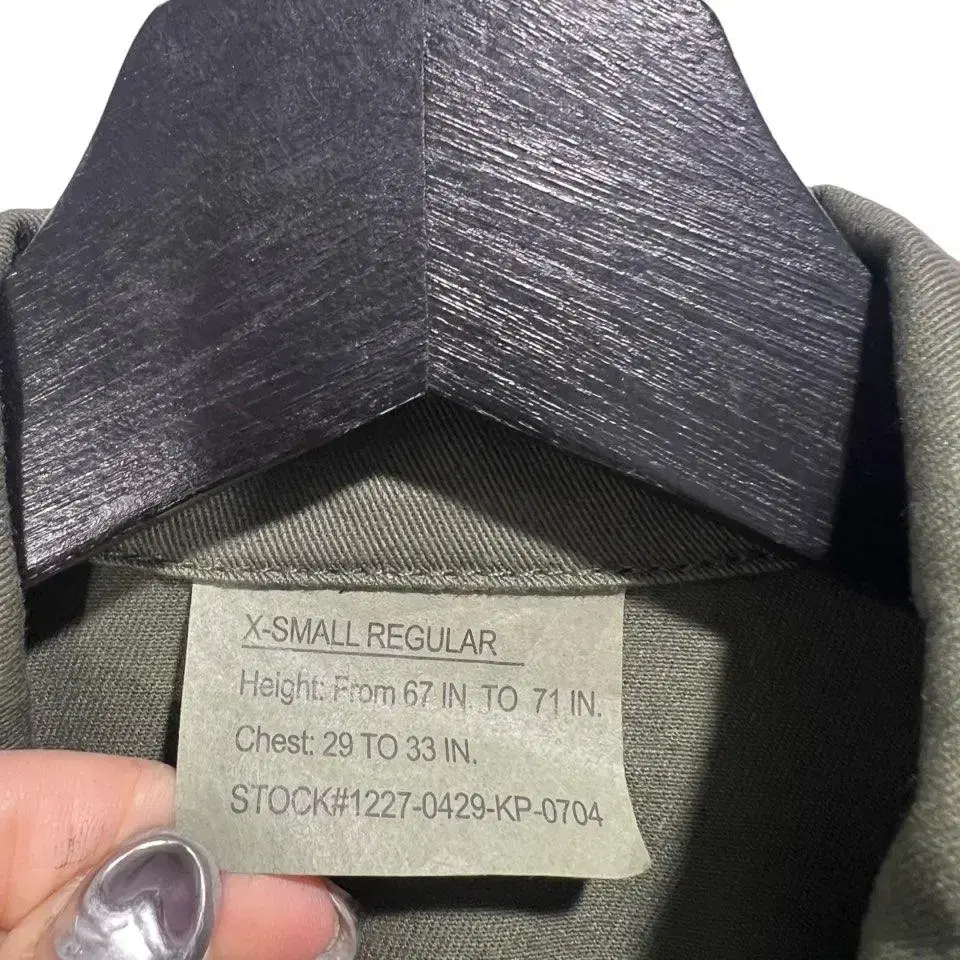 X-SMALL REGULAR
Height: From 67 IN. TO 71 IN.
Chest: 29 TO 33 IN.
STOCK#1227-0429-KP-0704